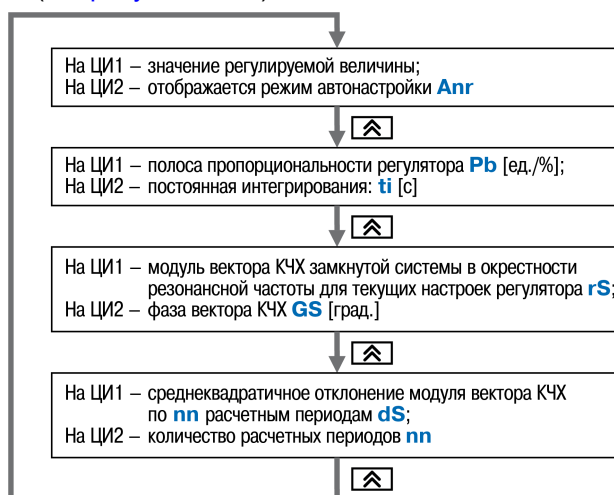 На ЦИ1 – значение регулируемой величины;
На ЦИ2 – отображается режим автонастройки Anr
На ЦИ1 – полоса пропорциональности регулятора Pb [ед./%];
На ЦИ2 – постоянная интегрирования: ti [с]
На ЦИ1 – модуль вектора КЧХ замкнутой системы в окрестности
резонансной частоты для текущих настроек регулятора rS;
На ЦИ2 – фаза вектора КЧХ GS [град.]
На ЦИ1 – среднеквадратичное отклонение модуля вектора КЧХ
по nn расчетным периодам dS;
На ЦИ2 – количество расчетных периодов nn